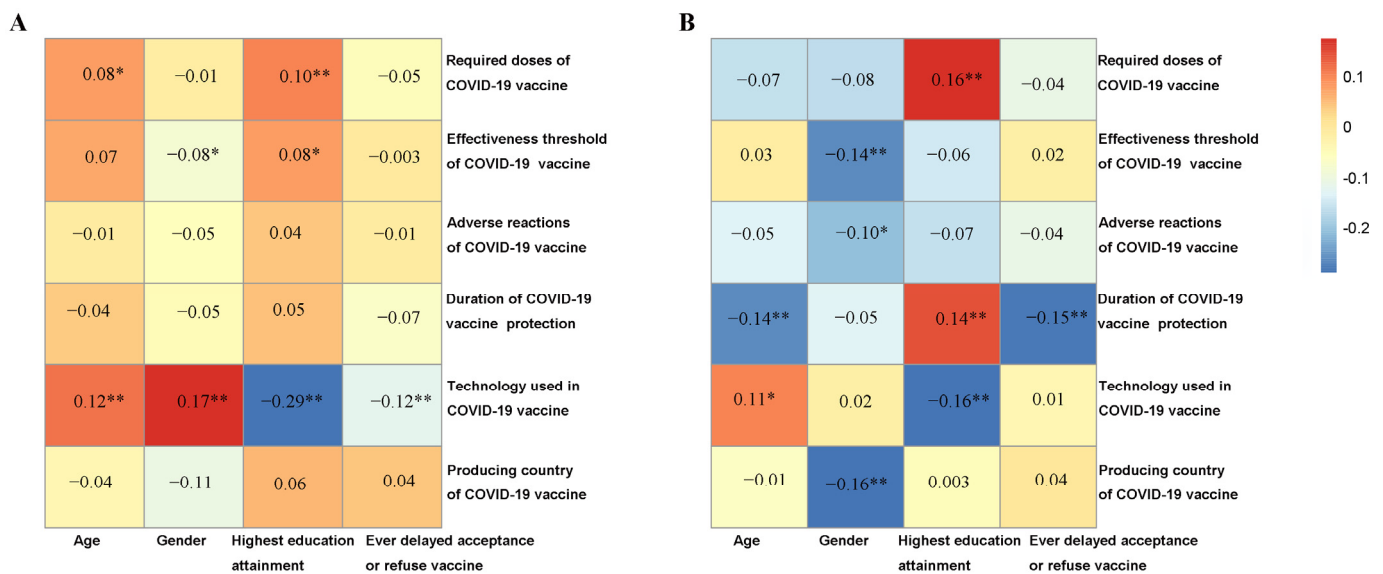 A
0.08* −0.01 0.10** −0.05 Required doses of
COVID-19 vaccine
0.07 −0.08* 0.08* −0.003 Effectiveness threshold
of COVID-19 vaccine
−0.01 −0.05 0.04 −0.01 Adverse reactions
of COVID-19 vaccine
−0.04 −0.05 0.05 −0.07 Duration of COVID-19
vaccine protection
0.12** 0.17** −0.29** −0.12** Technology used in
COVID-19 vaccine
−0.04 −0.11 0.06 0.04 Producing country
of COVID-19 vaccine
Age Gender Highest education Ever delayed acceptance
attainment or refuse vaccine
B
−0.07 −0.08 0.16** −0.04 Required doses of
COVID-19 vaccine
0.03 −0.14** −0.06 0.02 Effectiveness threshold
of COVID-19 vaccine
−0.05 −0.10* −0.07 −0.04 Adverse reactions
of COVID-19 vaccine
−0.14** −0.05 0.14** −0.15** Duration of COVID-19
vaccine protection
0.11* 0.02 −0.16** 0.01 Technology used in
COVID-19 vaccine
−0.01 −0.16** 0.003 0.04 Producing country
of COVID-19 vaccine
Age Gender Highest education Ever delayed acceptance
attainment or refuse vaccine
0.1
0
-0.1
-0.2